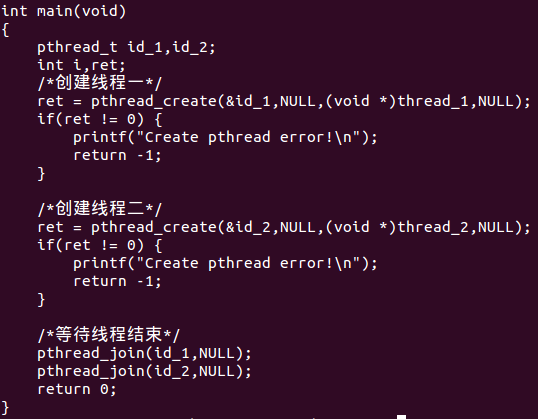 int main(void)
{
    pthread_t id_1,id_2;
    int i,ret;
    /*创建线程一*/
    ret = pthread_create(&id_1,NULL,(void *)thread_1,NULL);
    if(ret != 0) {
        printf("Create pthread error!\n");
        return -1;
    }

    /*创建线程二*/
    ret = pthread_create(&id_2,NULL,(void *)thread_2,NULL);
    if(ret != 0) {
        printf("Create pthread error!\n");
        return -1;
    }

    /*等待线程结束*/
    pthread_join(id_1,NULL);
    pthread_join(id_2,NULL);
    return 0;
}